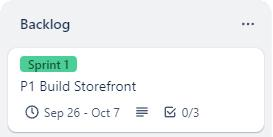 Backlog
Sprint 1
P1 Build Storefront
Sep 26 - Oct 7 0/3